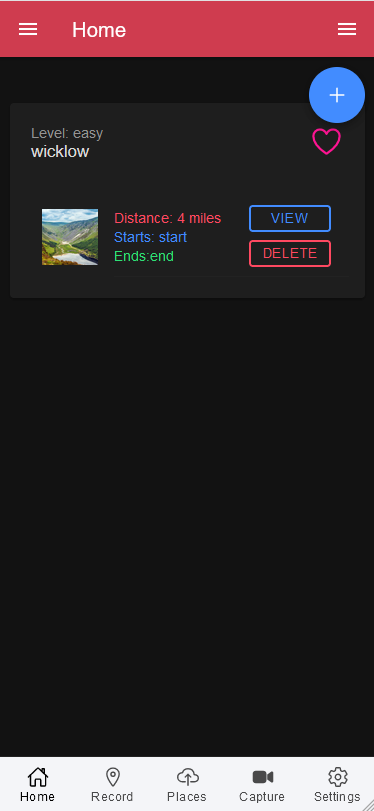 Home
Level: easy
wicklow
Distance: 4 miles
Starts: start
Ends:end
VIEW
DELETE
Home
Record
Places
Capture
Settings